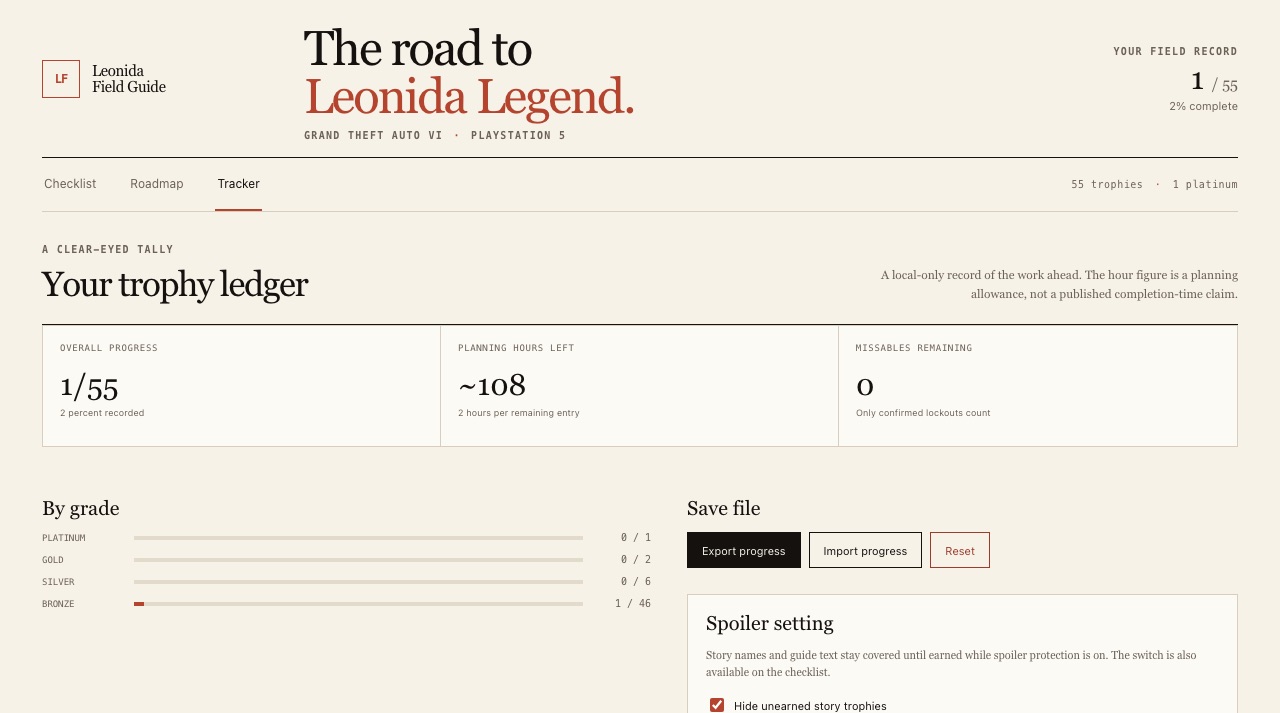 LF
Leonida
Field Guide
The road to
Leonida Legend.
GRAND THEFT AUTO VI · PLAYSTATION 5
YOUR FIELD RECORD
1 / 55
2% complete
Checklist
Roadmap
Tracker
55 trophies · 1 platinum
A CLEAR-EYED TALLY
Your trophy ledger
A local-only record of the work ahead. The hour figure is a planning
allowance, not a published completion-time claim.
OVERALL PROGRESS
1/55
2 percent recorded
PLANNING HOURS LEFT
~108
2 hours per remaining entry
MISSABLES REMAINING
0
Only confirmed lockouts count
By grade
PLATINUM 0 / 1
GOLD 0 / 2
SILVER 0 / 6
BRONZE 1 / 46
Save file
Export progress
Import progress
Reset
Spoiler setting
Story names and guide text stay covered until earned while spoiler protection is on. The switch is also
available on the checklist.
Hide unearned story trophies